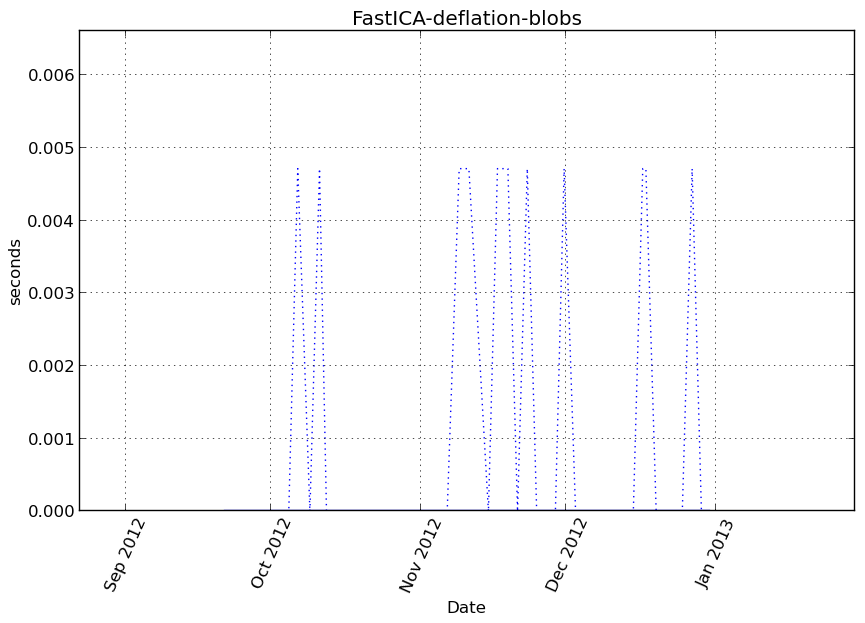 FastICA-deflation-blobs
0.006
0.005
0.004
0.003
0.002
0.001
0.000
seconds
Sep 2012
Oct 2012
Nov 2012
Dec 2012
Jan 2013
Date